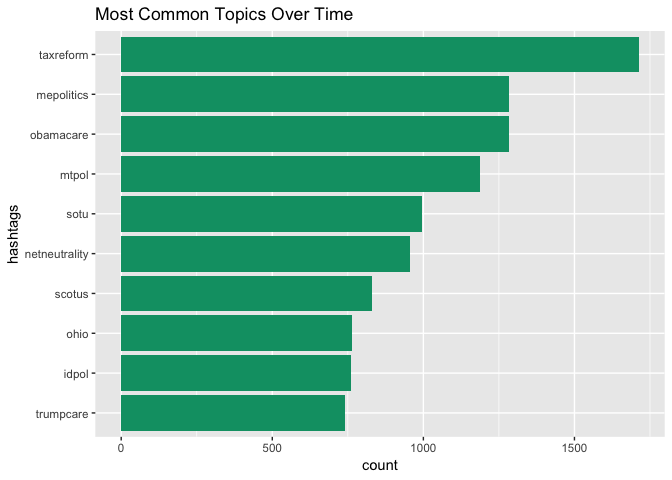 Most Common Topics Over Time
hashtags
taxreform
mepolitics
obamacare
mtpol
sotu
netneutrality
scotus
ohio
idpol
trumpcare
0 500 1000 1500
count